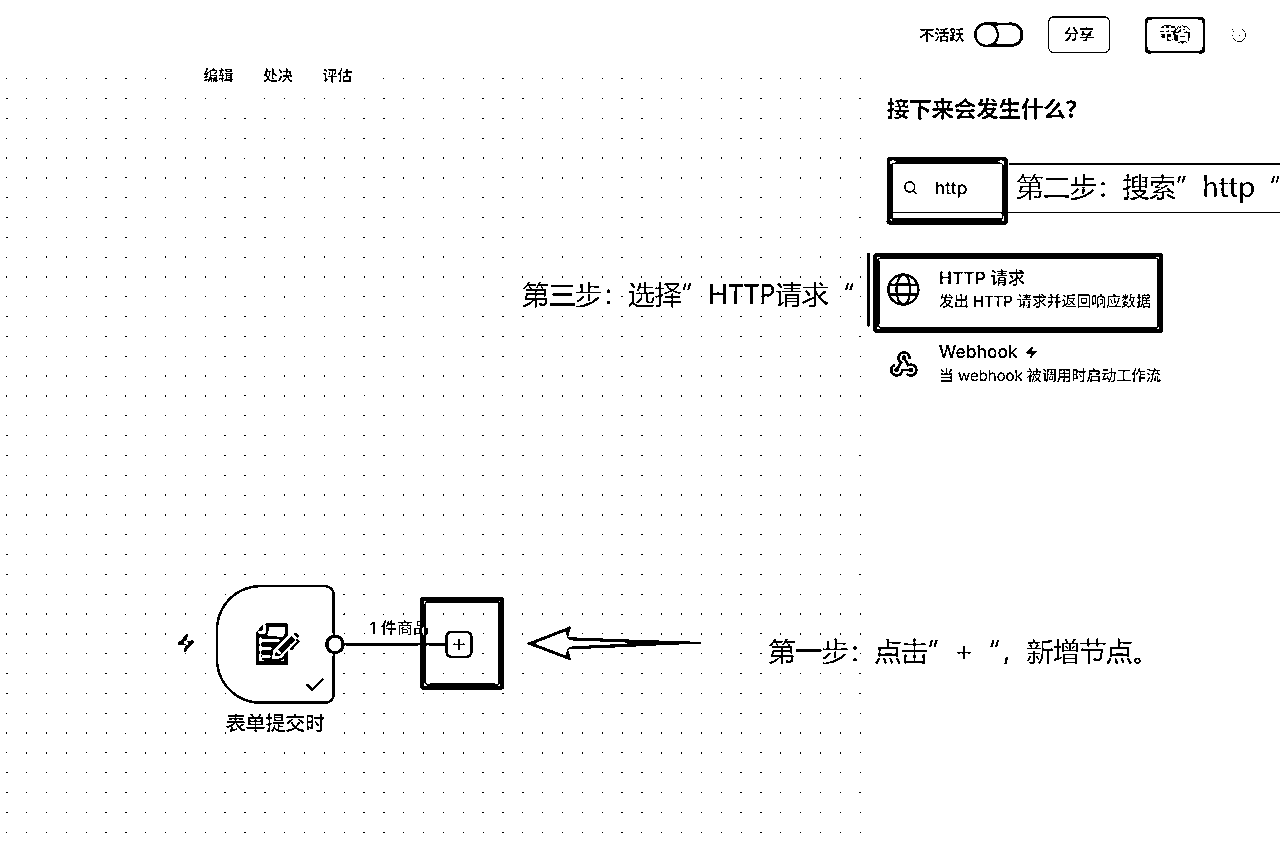 不活跃
分享
节省
编辑 处决 评估
接下来会发生什么?
http
第二步：搜索”http“
HTTP 请求
发出 HTTP 请求并返回响应数据
第三步：选择”HTTP请求“
Webhook
当 webhook 被调用时启动工作流
1件商品
第一步：点击”+“，新增节点。
表单提交时